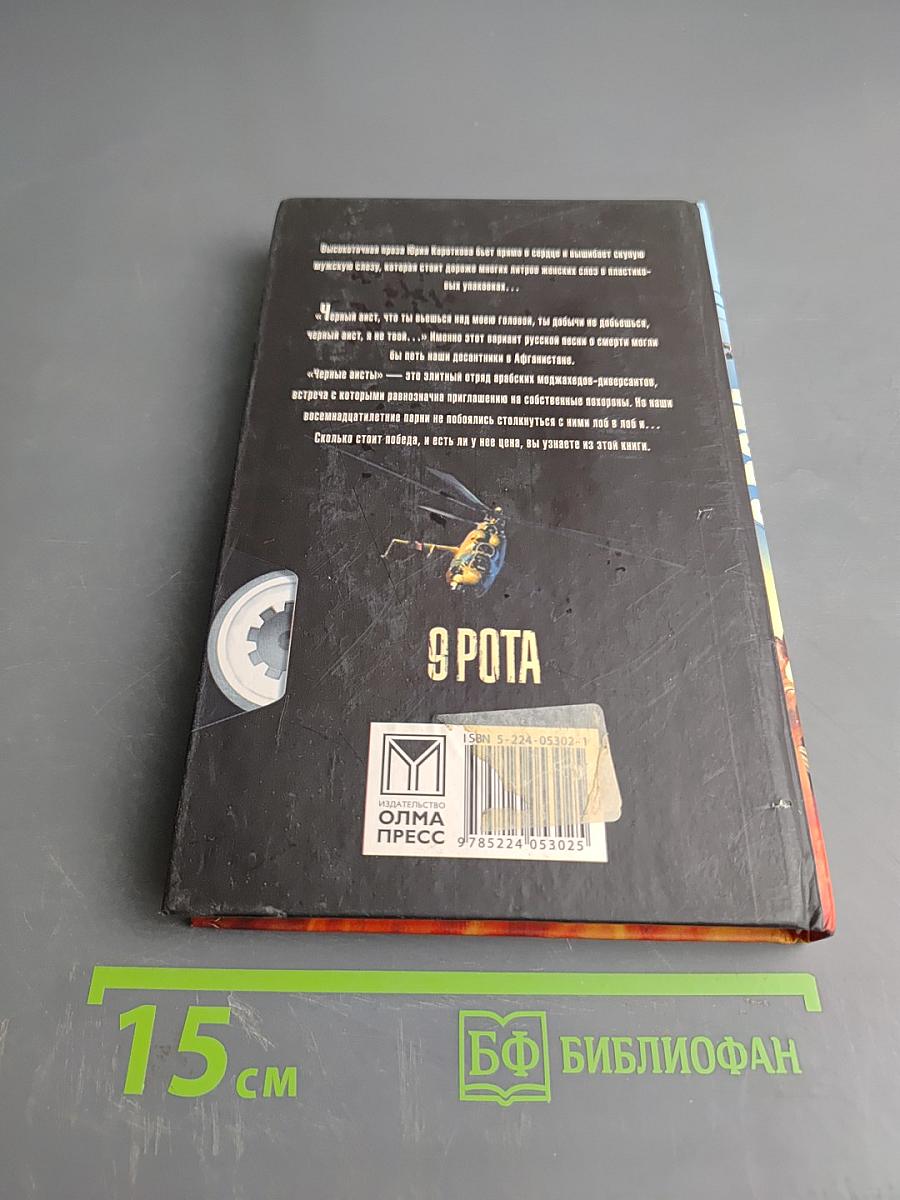 Высокоточная проза Юрия Короткова бьет прямо в сердце и вышибает скупую
мужскую слезу, которая стоит дороже многих литров женских слез в пластико-
вых упаковках...
«Черный аист, что ты вьешься над моею головой, ты добычи не добьешься,
черный аист, я не твой...» Именно этот вариант русской песни о смерти могли
бы петь наши десантники в Афганистане.
«Черные аисты» — это элитный отряд арабских моджахедов-диверсантов,
встреча с которыми равнозначна приглашению на собственные похороны. Но наши
восемнадцатилетние парни не побоялись столкнуться с ними лоб в лоб и...
Сколько стоит победа, и есть ли у нее цена, вы узнаете из этой книги.
9 РОТА
ISBN 5-224-05302-1
ИЗДАТЕЛЬСТВО
ОЛМА
ПРЕСС
9785224053025
15 см
БФ БИБЛИОФАН